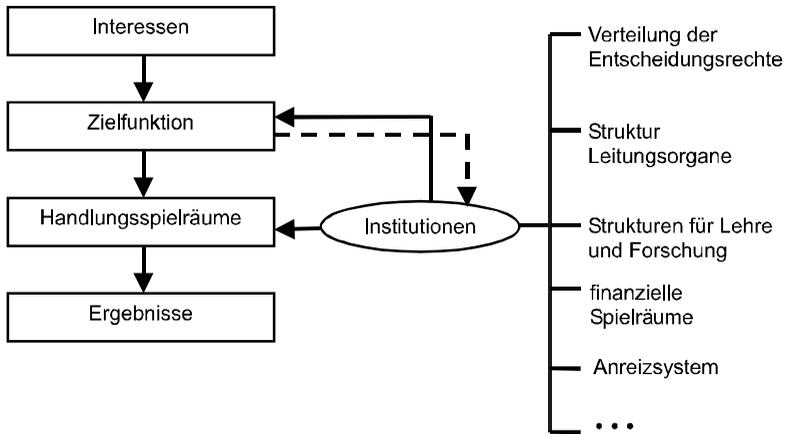 Interessen
Zielfunktion
Handlungsspielräume
Ergebnisse
Institutionen
Verteilung der
Entscheidungsrechte
Struktur
Leitungsorgane
Strukturen für Lehre
und Forschung
finanzielle
Spielräume
Anreizsystem
...